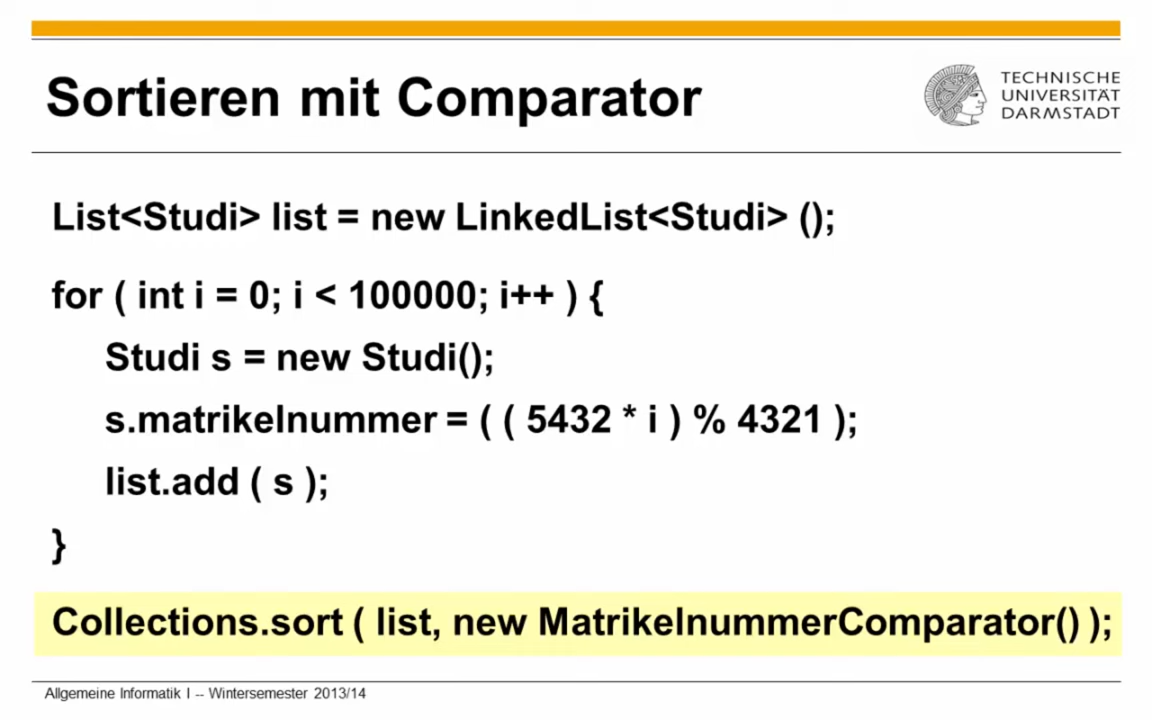 Sortieren mit Comparator
TECHNISCHE
UNIVERSITÄT
DARMSTADT
List<Studi> list = new LinkedList<Studi> ();
for ( int i = 0; i < 100000; i++ ) {
Studi s = new Studi();
s.matrikelnummer = ( ( 5432 * i ) % 4321 );
list.add ( s );
}
Collections.sort ( list, new MatrikelnummerComparator() );
Allgemeine Informatik I -- Wintersemester 2013/14